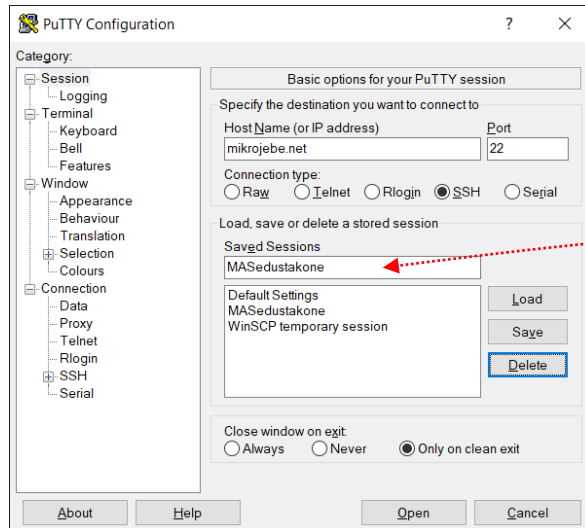 PuTTY Configuration ? ×
Category:
Session
Logging
Terminal
Keyboard
Bell
Features
Window
Appearance
Behaviour
Translation
Selection
Colours
Connection
Data
Proxy
Telnet
Rlogin
SSH
Serial
Basic options for your PuTTY session
Specify the destination you want to connect to
Host Name (or IP address) Port
mikrojebe.net 22
Connection type:
Raw Telnet Rlogin SSH Serial
Load, save or delete a stored session
Saved Sessions
MASedustakone
Default Settings
MASedustakone
WinSCP temporary session
Load
Save
Delete
Close window on exit:
Always Never Only on clean exit
About Help Open Cancel